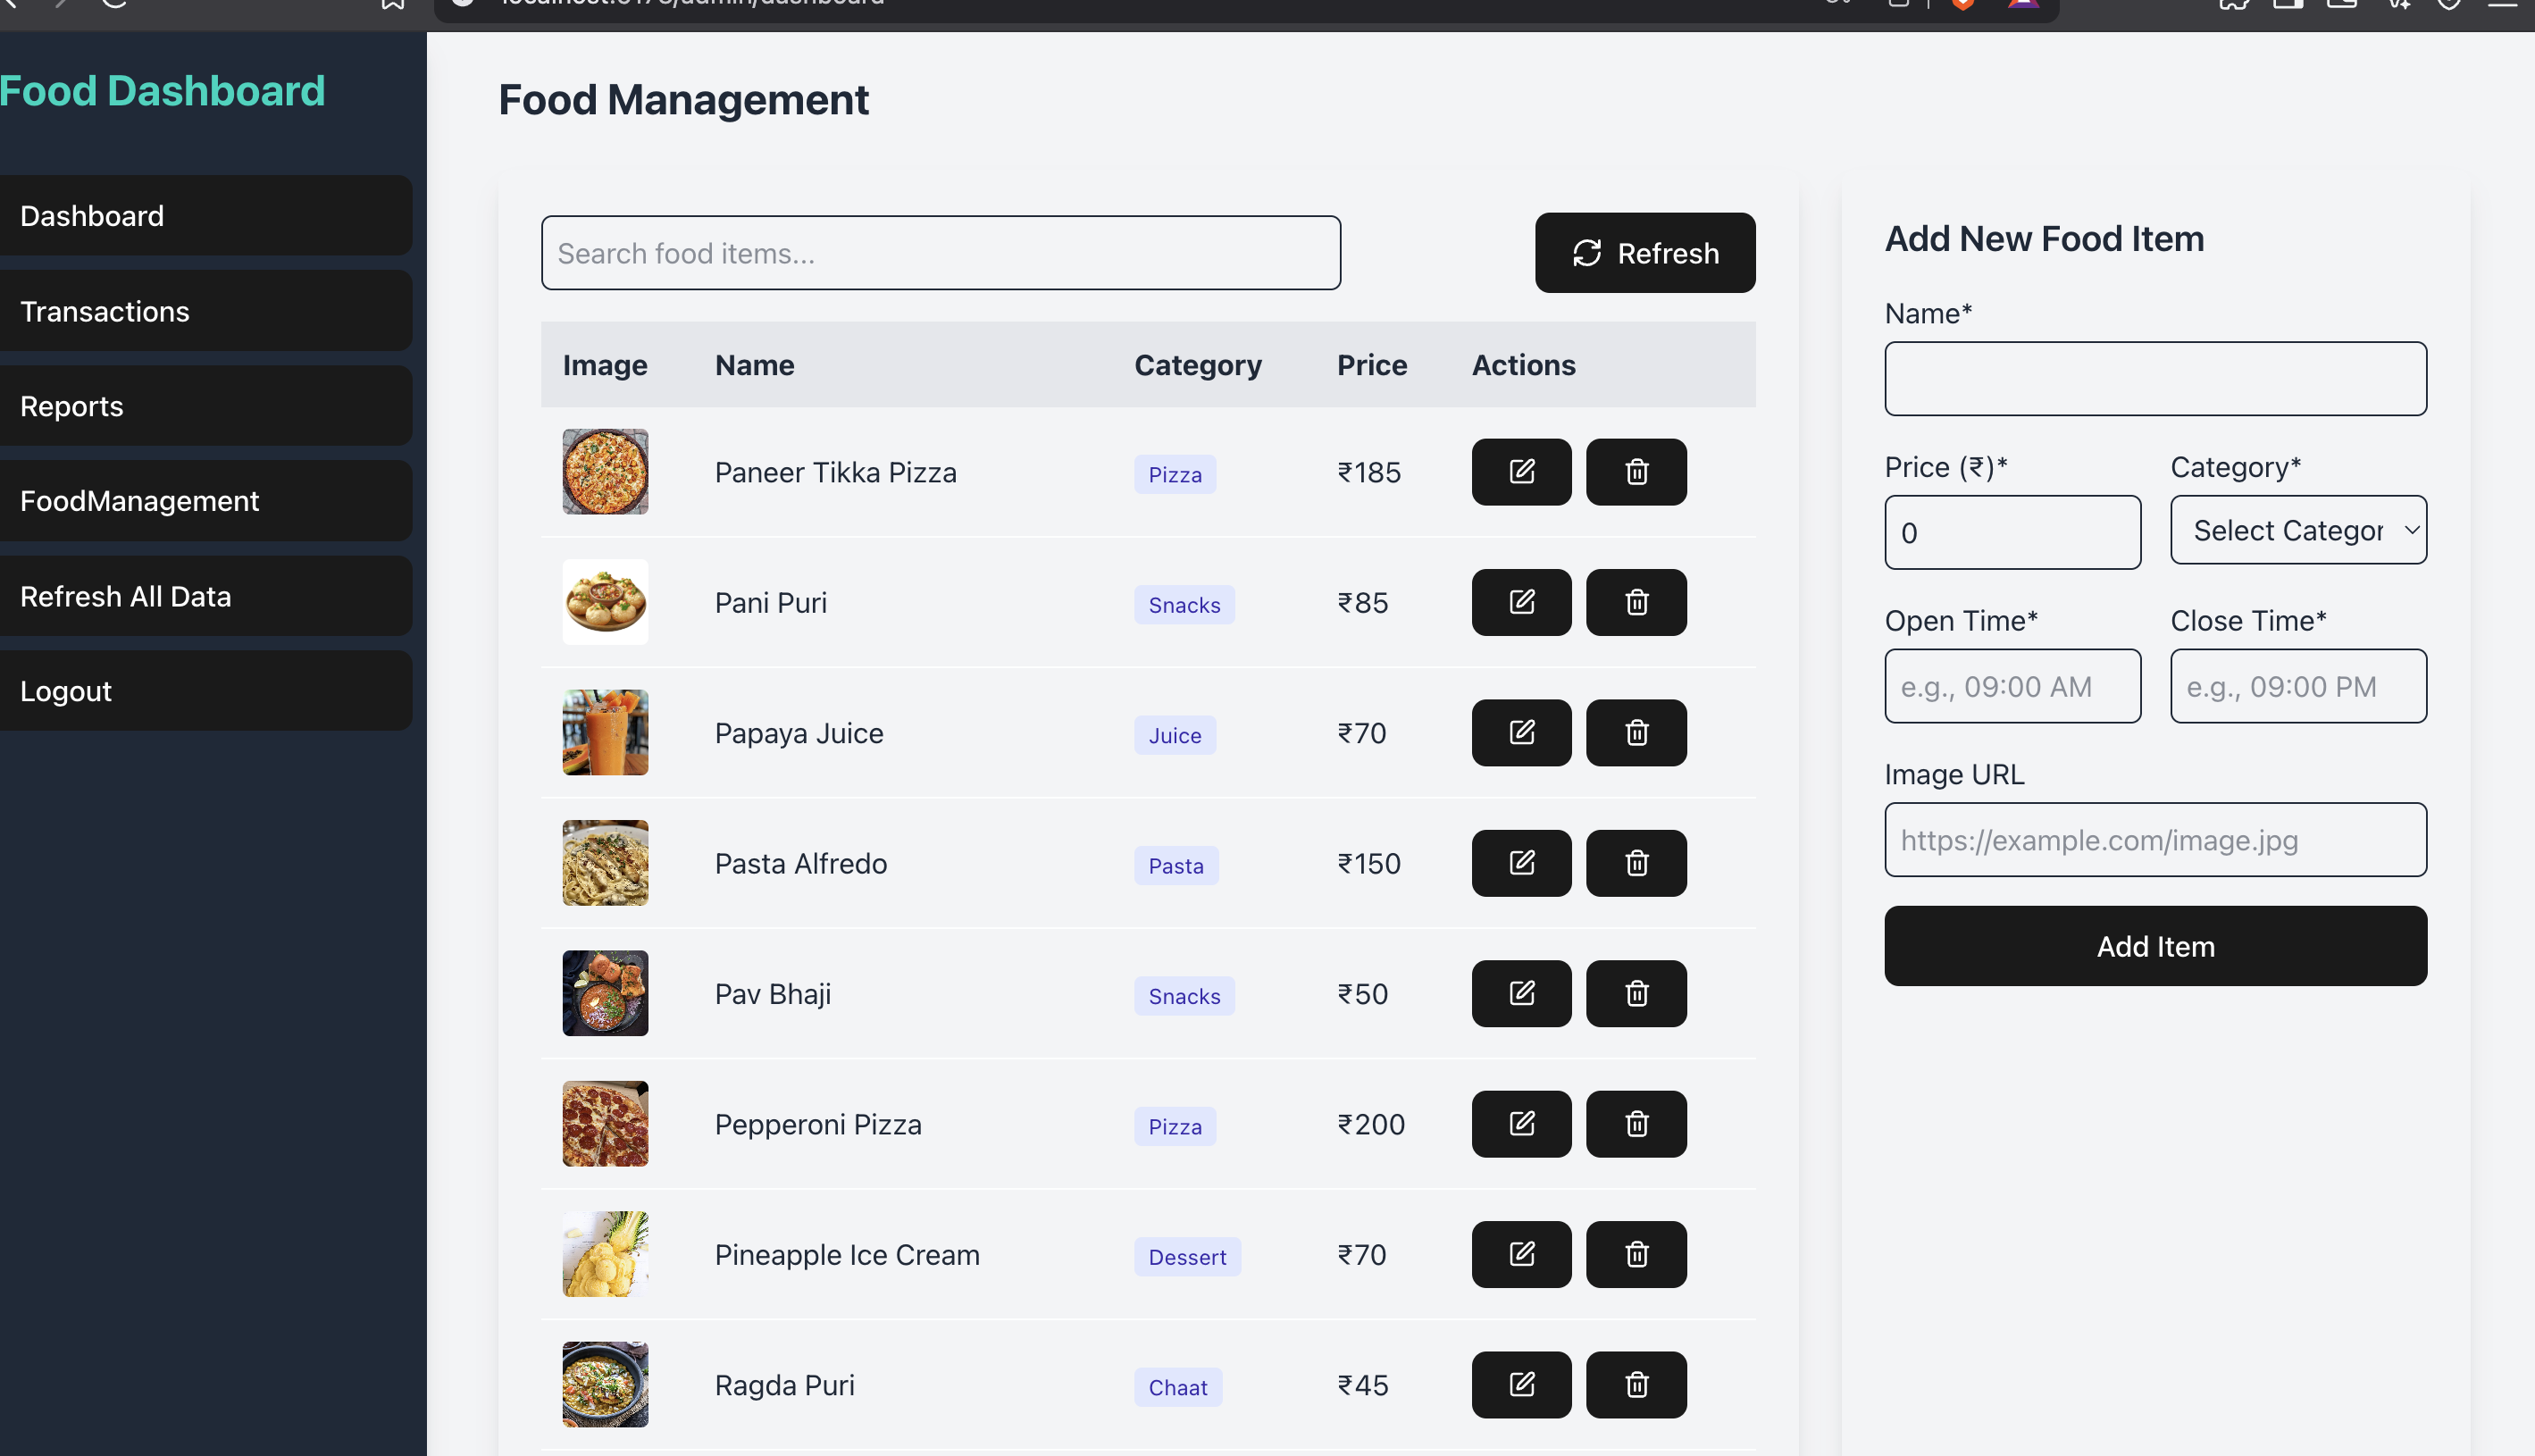 Food Dashboard
Dashboard
Transactions
Reports
FoodManagement
Refresh All Data
Logout
Food Management
Search food items...
Refresh
Image Name Category Price Actions
Paneer Tikka Pizza Pizza ₹185
Pani Puri Snacks ₹85
Papaya Juice Juice ₹70
Pasta Alfredo Pasta ₹150
Pav Bhaji Snacks ₹50
Pepperoni Pizza Pizza ₹200
Pineapple Ice Cream Dessert ₹70
Ragda Puri Chaat ₹45
Add New Food Item
Name*
Price (₹)* Category*
0 Select Categor
Open Time* Close Time*
e.g., 09:00 AM e.g., 09:00 PM
Image URL
https://example.com/image.jpg
Add Item